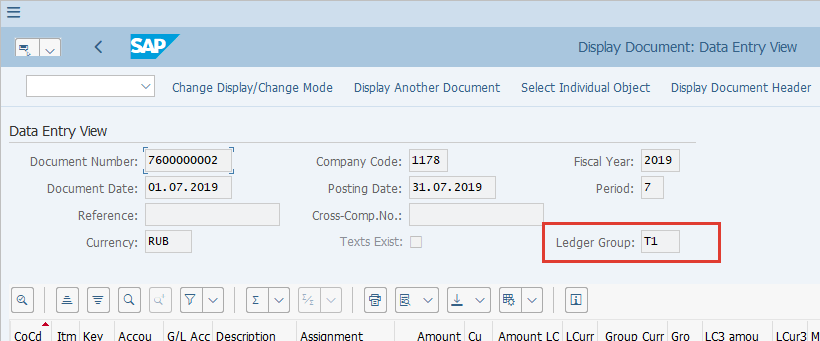 SAP Display Document: Data Entry View
Change Display/Change Mode Display Another Document Select Individual Object Display Document Header
Data Entry View
Document Number: 7600000002 Company Code: 1178 Fiscal Year: 2019
Document Date: 01.07.2019 Posting Date: 31.07.2019 Period: 7
Reference: Cross-Comp.No.:
Currency: RUB Texts Exist: Ledger Group: T1
CoCd Itm Key Accou G/L Acc Description Assignment Amount Cu Amount LC LCurr Group Curr Gro LC3 amou LCur3 M